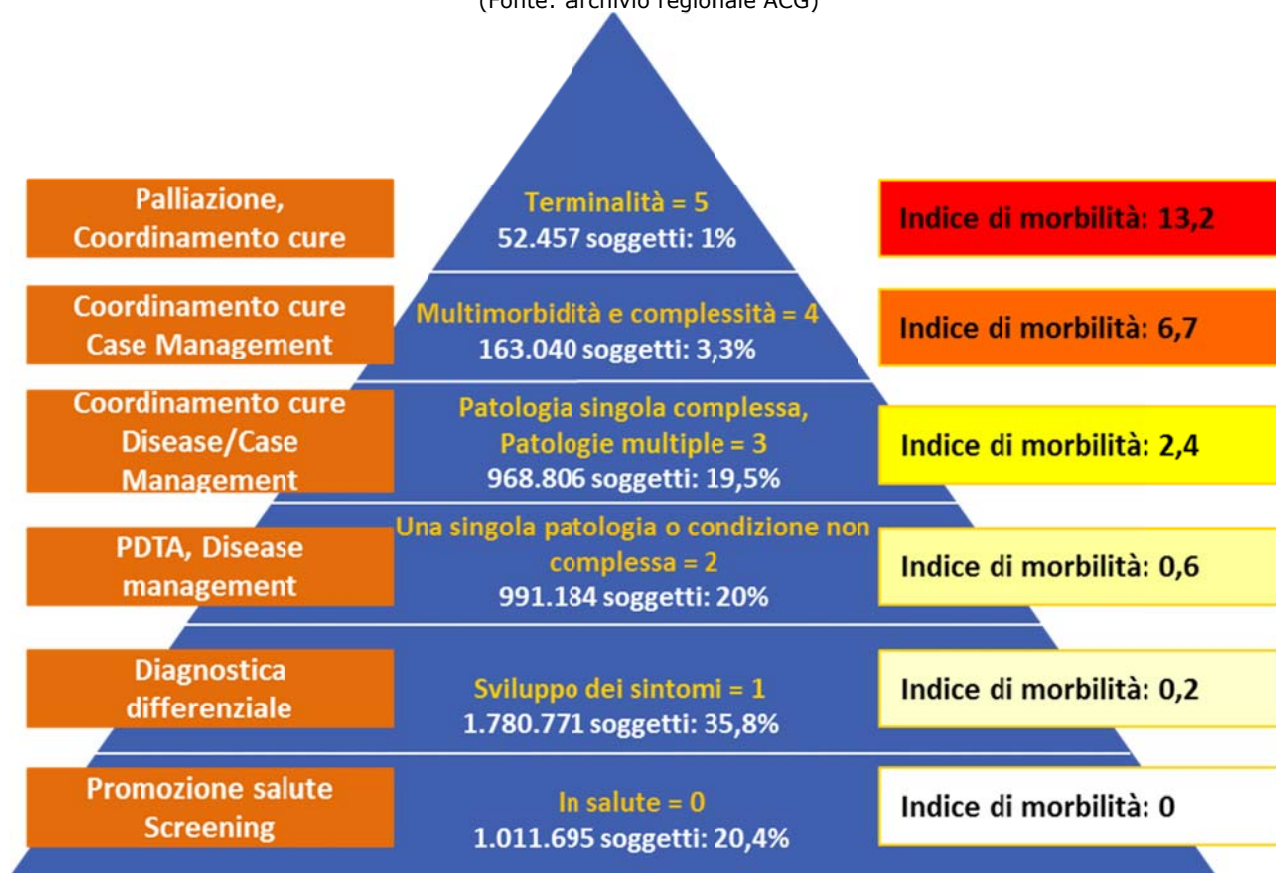 (Fonte: archivio regionale ACG)
Palliazione,
Coordinamento cure
Terminalità = 5
52.457 soggetti: 1%
Indice di morbilità: 13,2
Coordinamento cure
Case Management
Multimorbidità e complessità = 4
163.040 soggetti: 3,3%
Indice di morbilità: 6,7
Coordinamento cure
Disease/Case
Management
Patologia singola complessa,
Patologie multiple = 3
968.806 soggetti: 19,5%
Indice di morbilità: 2,4
PDTA, Disease
management
Una singola patologia o condizione non
complessa = 2
991.184 soggetti: 20%
Indice di morbilità: 0,6
Diagnostica
differenziale
Sviluppo dei sintomi = 1
1.780.771 soggetti: 35,8%
Indice di morbilità: 0,2
Promozione salute
Screening
In salute = 0
1.011.695 soggetti: 20,4%
Indice di morbilità: 0